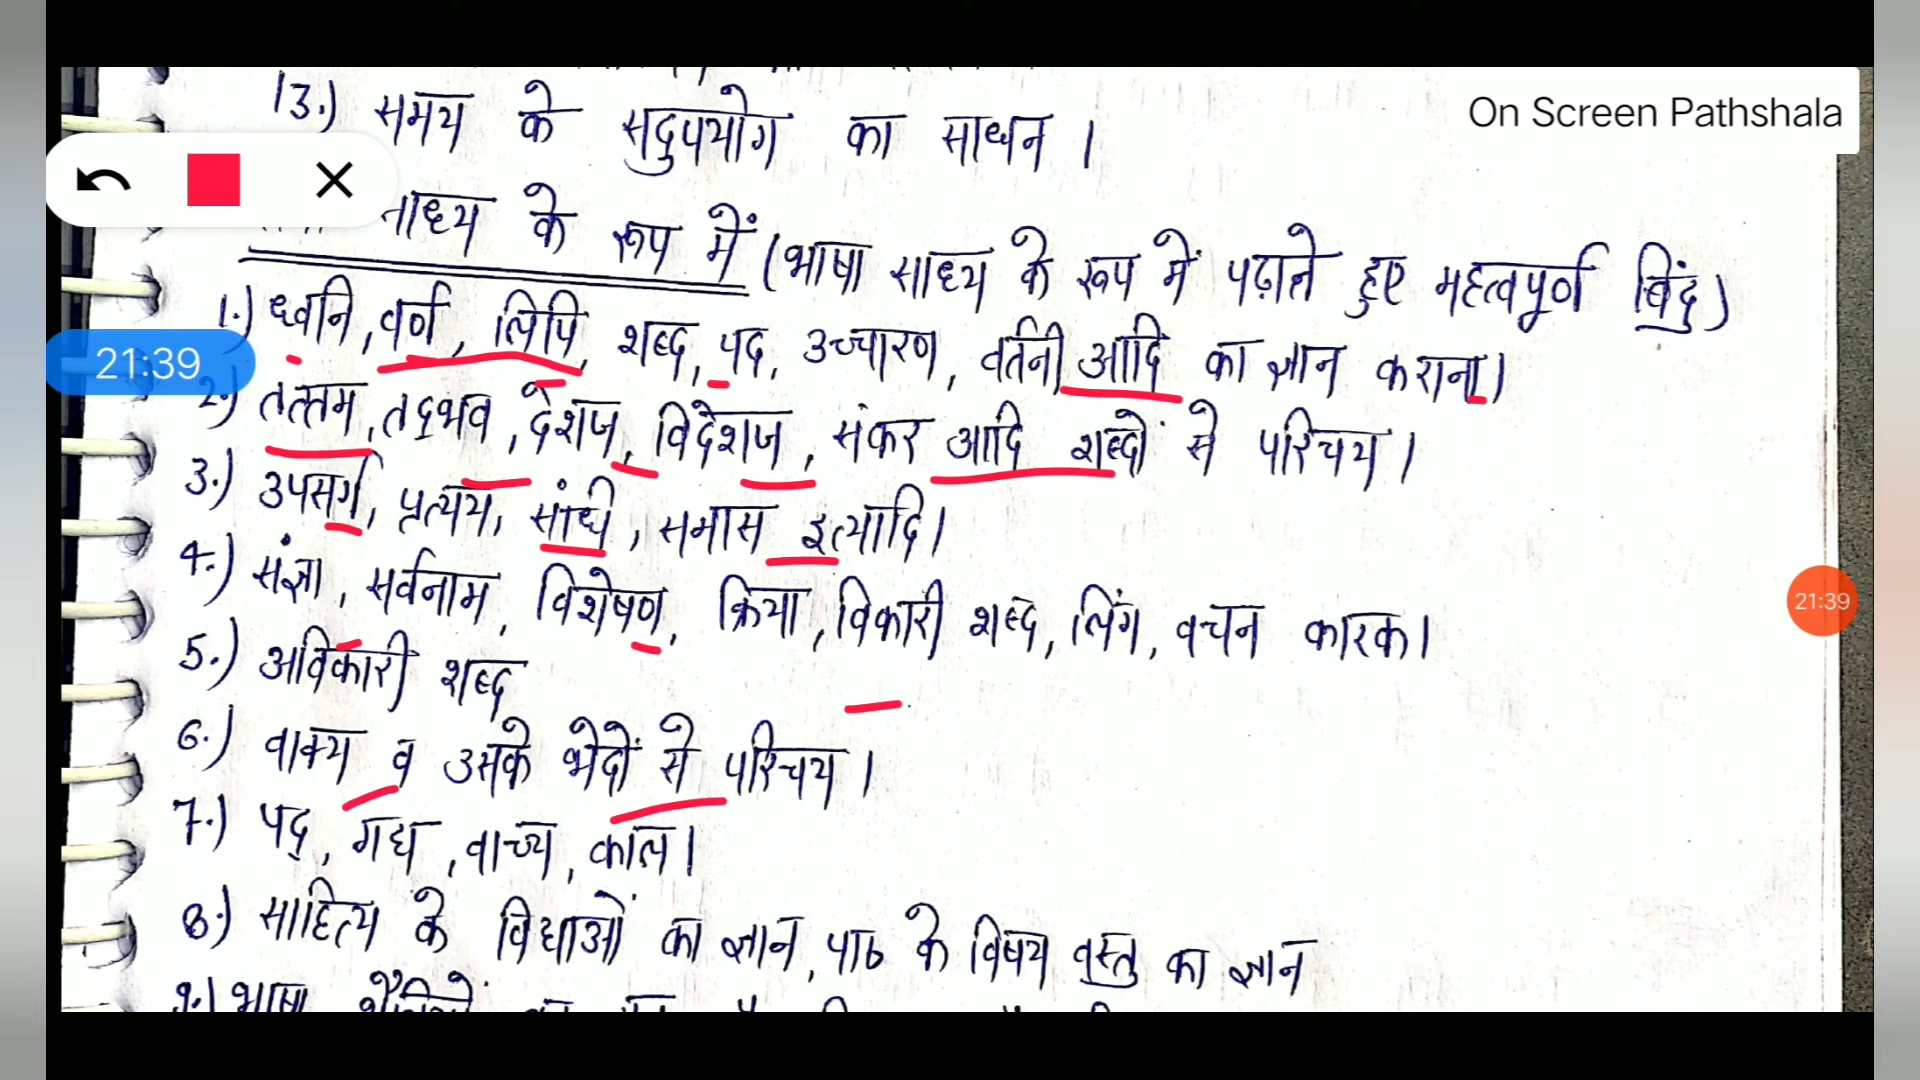 13.) समय के सदुपयोग का साधन ।
On Screen Pathshala
साध्य के रूप में (भाषा साध्य के रूप में पढ़ाते हुए महत्वपूर्ण बिंदु)
1.) ध्वनि, वर्ण, लिपि, शब्द, पद, उच्चारण, वर्तनी आदि का ज्ञान कराना।
21:39
2.) तत्सम, तद्भव, देशज, विदेशज, संकर आदि शब्दों से परिचय ।
3.) उपसर्ग, प्रत्यय, संधि, समास इत्यादि।
4.) संज्ञा, सर्वनाम, विशेषण, क्रिया, विकारी शब्द, लिंग, वचन कारक।
21:39
5.) अविकारी शब्द
6.) वाक्य व उसके भेदों से परिचय ।
7.) पद्, गद्य, वाच्य, काल।
8.) साहित्य के विधाओं का ज्ञान, पाठ के विषय वस्तु का ज्ञान
9.) भाषा